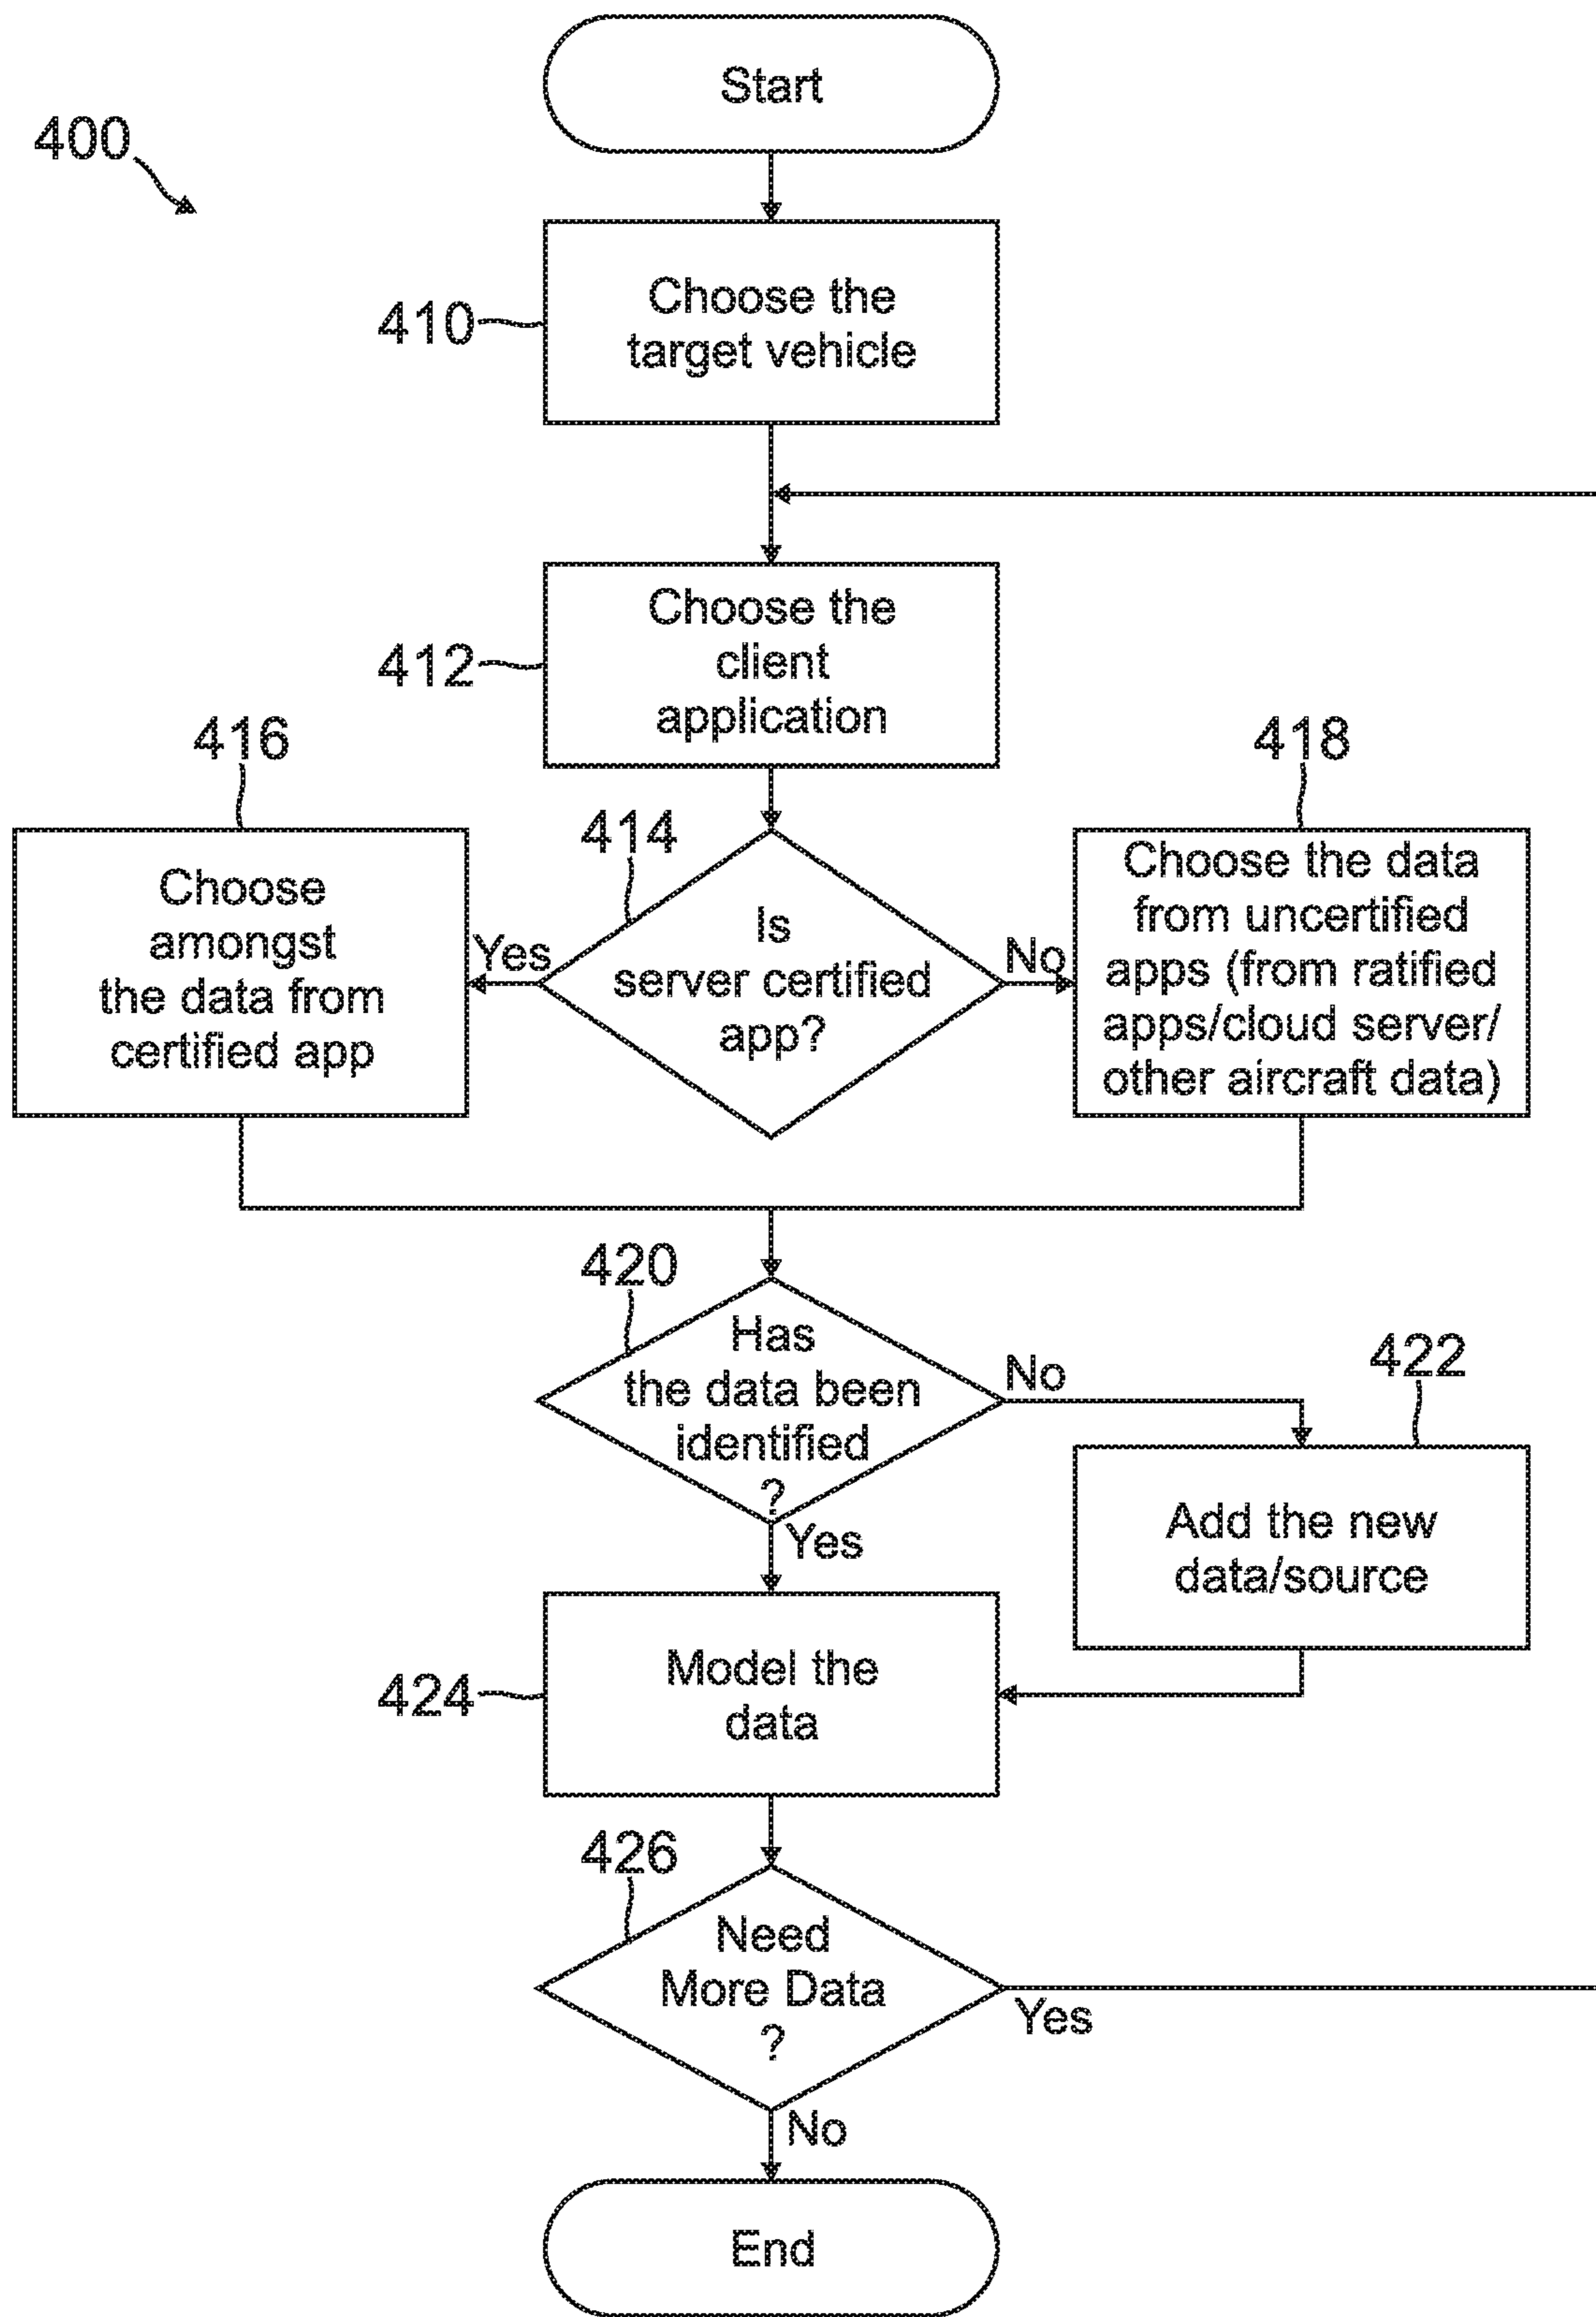 Start
400
410
Choose the
target vehicle
412
Choose the
client
application
416
Choose
amongst
the data from
certified app
414
Is
server certified
app?
Yes
No
418
Choose the data
from uncertified
apps (from ratified
apps/cloud server/
other aircraft data)
420
Has
the data been
identified
?
No
Yes
422
Add the new
data/source
424
Model the
data
426
Need
More Data
?
Yes
No
End